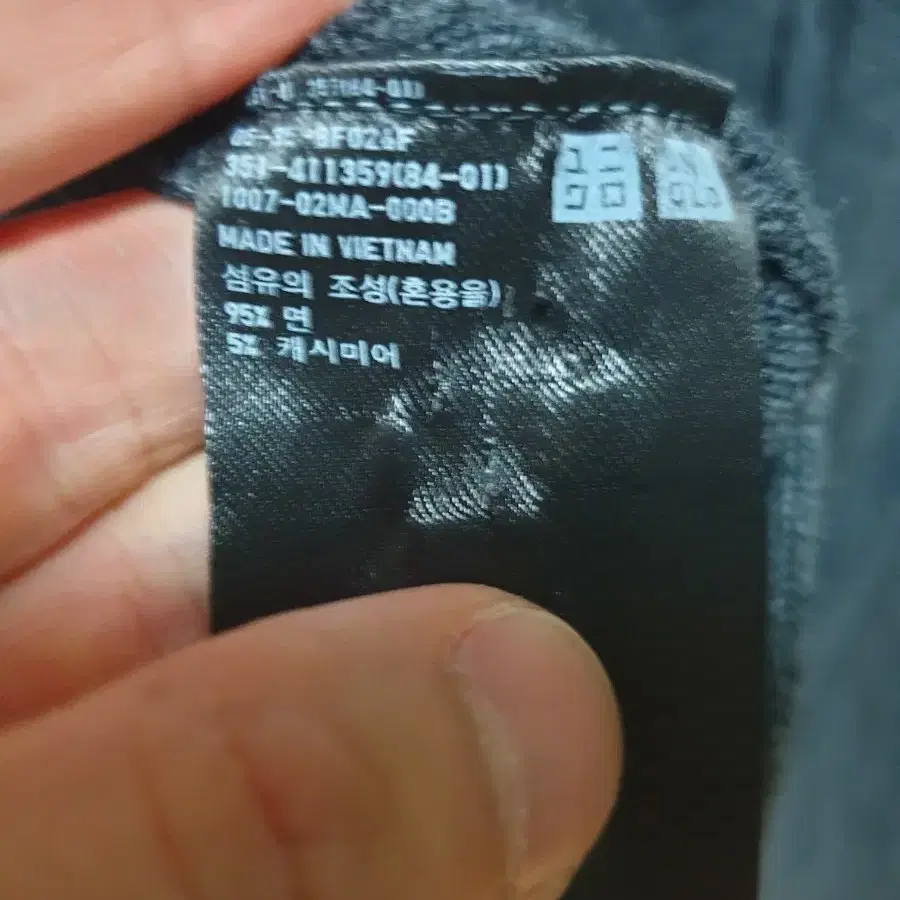 351-411359(84-01)
1007-02MA-000B
MADE IN VIETNAM
섬유의 조성(혼용율)
95% 면
5% 캐시미어